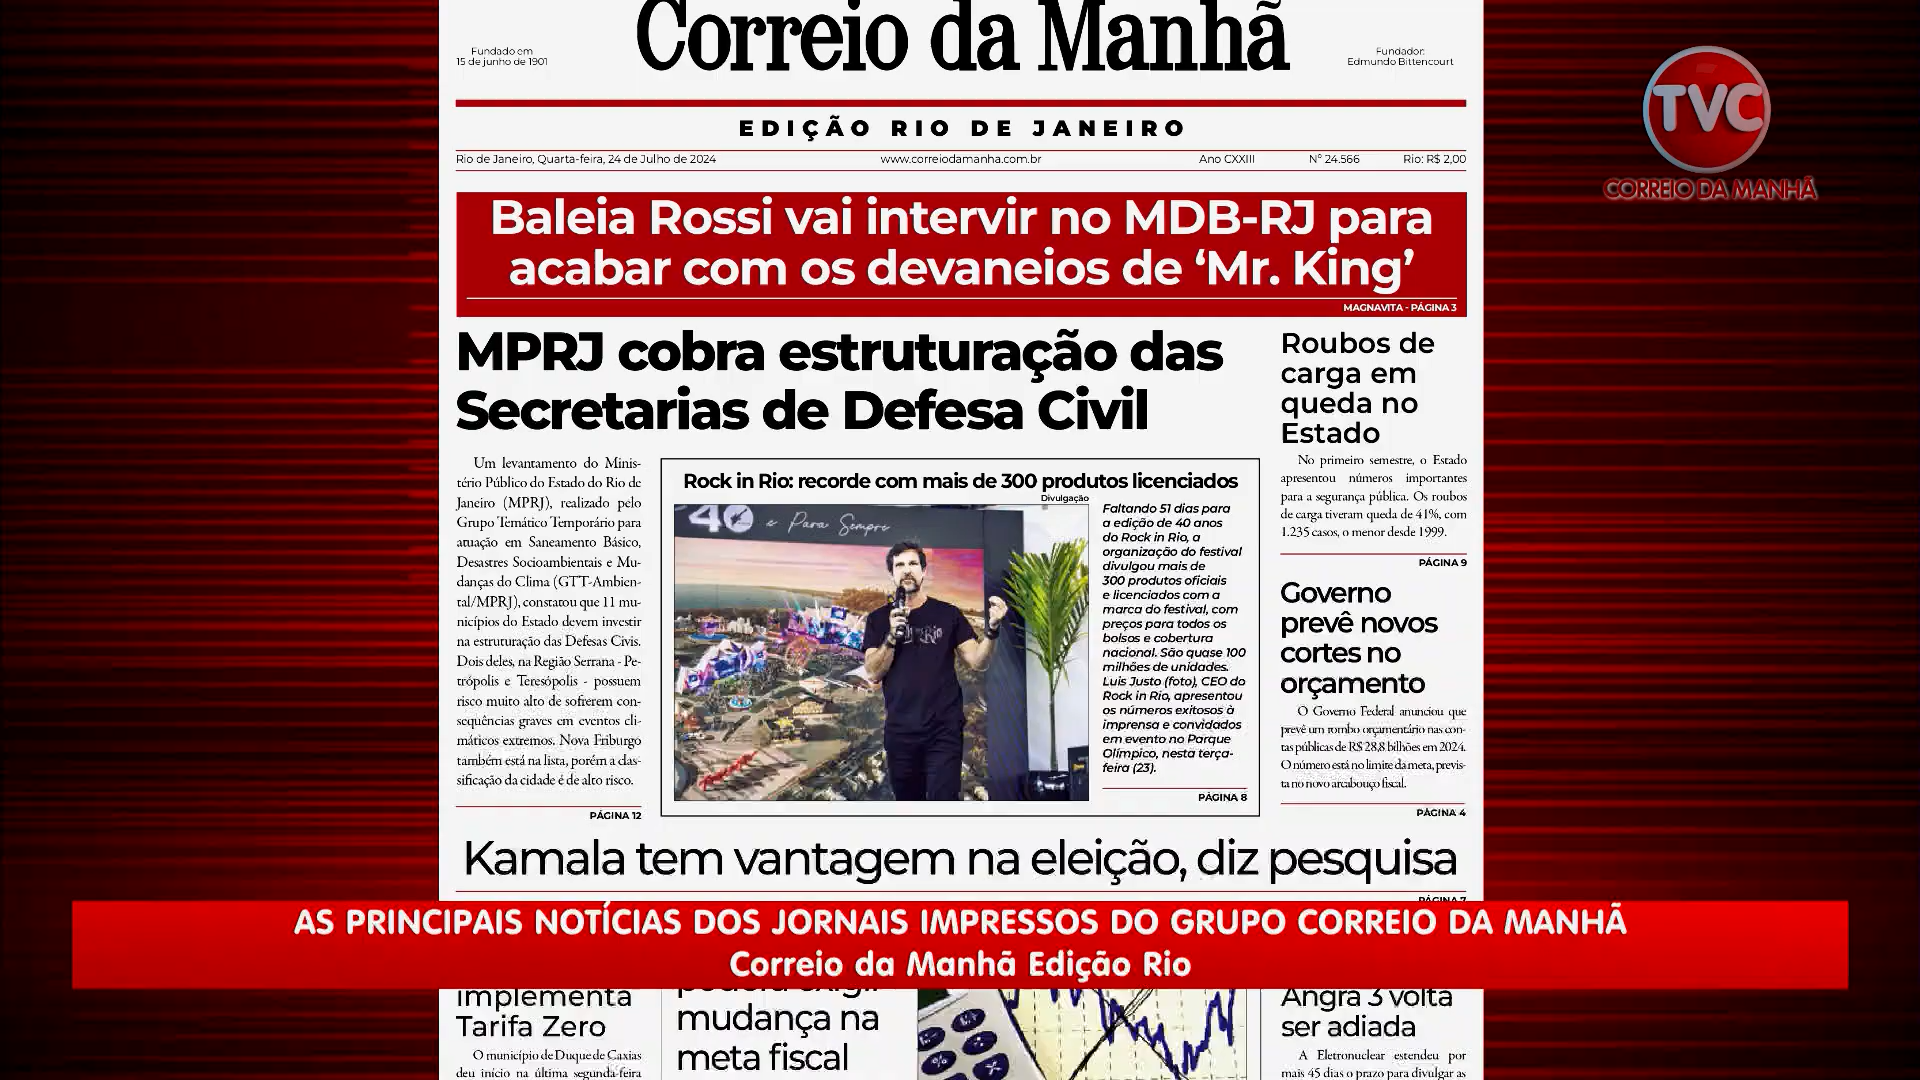 Correio da Manhã
Fundado em
15 de junho de 1901
Fundador:
Edmundo Bittencourt
TVC
CORREIO DA MANHÃ
EDIÇÃO RIO DE JANEIRO
Rio de Janeiro, Quarta-feira, 24 de Julho de 2024
www.correiodamanha.com.br
Ano CXXIII
Nº 24.566
Rio: R$ 2,00
Baleia Rossi vai intervir no MDB-RJ para
acabar com os devaneios de ‘Mr. King’
MAGNAVITA - PÁGINA 3
MPRJ cobra estruturação das
Secretarias de Defesa Civil
Um levantamento do Minis-
tério Público do Estado do Rio de
Janeiro (MPRJ), realizado pelo
Grupo Temático Temporário para
atuação em Saneamento Básico,
Desastres Socioambientais e Mu-
danças do Clima (GTT-Ambien-
tal/MPRJ), constatou que 11 mu-
nicípios do Estado devem investir
na estruturação das Defesas Civis.
Dois deles, na Região Serrana - Pe-
trópolis e Teresópolis - possuem
risco muito alto de sofrerem con-
sequências graves em eventos cli-
máticos extremos. Nova Friburgo
também está na lista, porém a clas-
sificação da cidade é de alto risco.
PÁGINA 12
Rock in Rio: recorde com mais de 300 produtos licenciados
Divulgação
40 e Para Sempre
Faltando 51 dias para
a edição de 40 anos
do Rock in Rio, a
organização do festival
divulgou mais de
300 produtos oficiais
e licenciados com a
marca do festival, com
preços para todos os
bolsos e cobertura
nacional. São quase 100
milhões de unidades.
Luis Justo (foto), CEO do
Rock in Rio, apresentou
os números exitosos à
imprensa e convidados
em evento no Parque
Olímpico, nesta terça-
feira (23).
PÁGINA 8
Roubos de
carga em
queda no
Estado
No primeiro semestre, o Estado
apresentou números importantes
para a segurança pública. Os roubos
de carga tiveram queda de 41%, com
1.235 casos, o menor desde 1999.
PÁGINA 9
Governo
prevê novos
cortes no
orçamento
O Governo Federal anunciou que
prevê um rombo orçamentário nas con-
tas públicas de R$ 28,8 bilhões em 2024.
O número está no limite da meta, previs-
ta no novo arcabouço fiscal.
PÁGINA 4
Kamala tem vantagem na eleição, diz pesquisa
PÁGINA 7
AS PRINCIPAIS NOTÍCIAS DOS JORNAIS IMPRESSOS DO GRUPO CORREIO DA MANHÃ
Correio da Manhã Edição Rio
implementa
Tarifa Zero
O município de Duque de Caxias
deu início na última segunda-feira
poderá exigir
mudança na
meta fiscal
Angra 3 volta
ser adiada
A Eletronuclear estendeu por
mais 45 dias o prazo para divulgar as